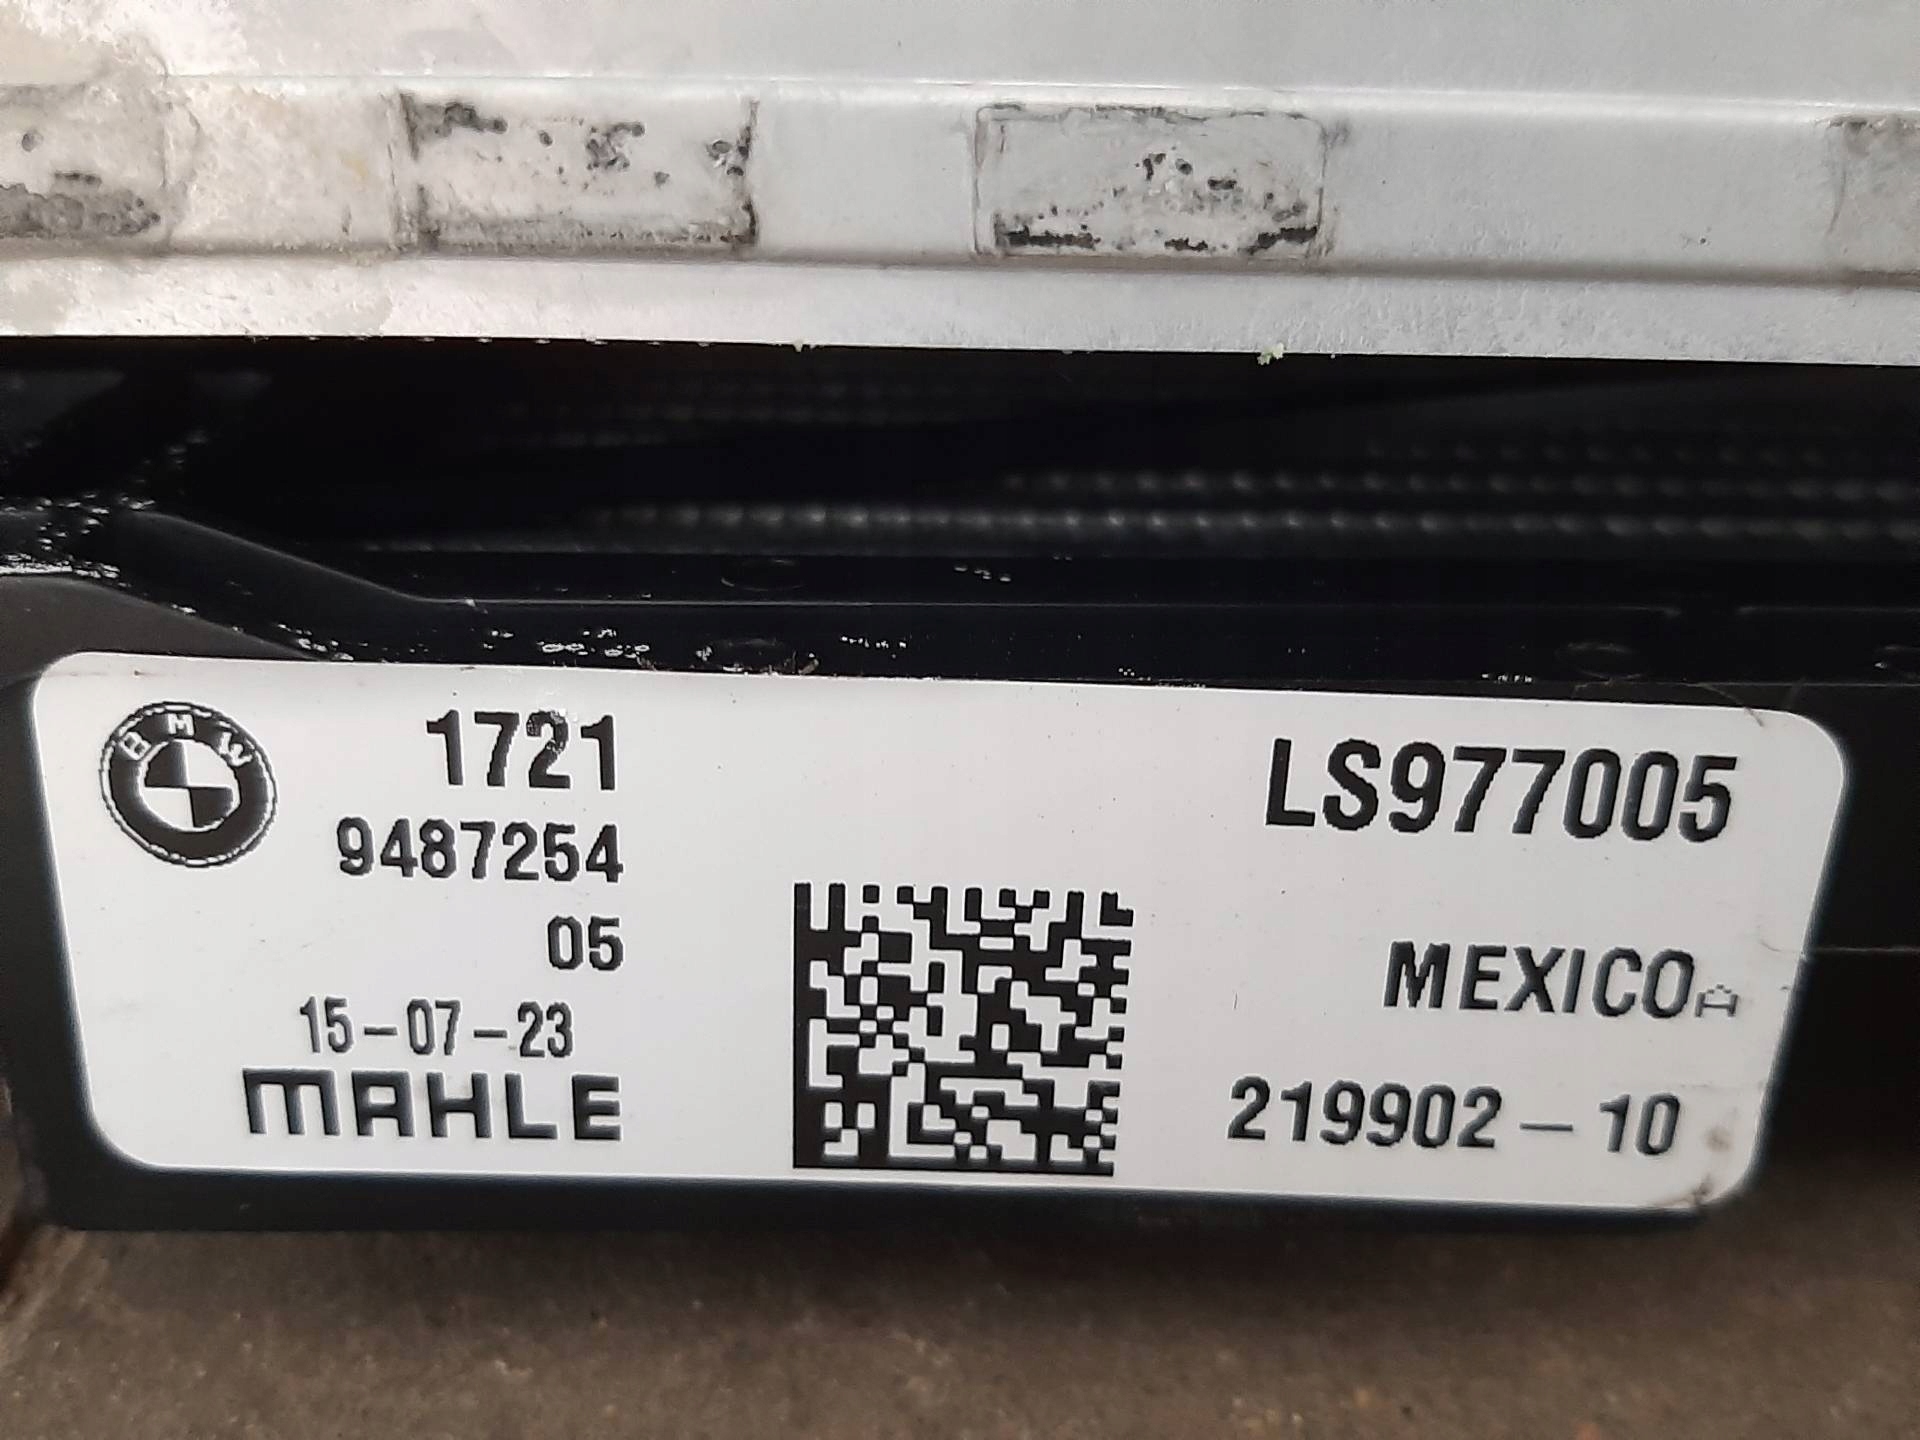 BMW
1721
9487254
05
15-07-23
MAHLE
LS977005
MEXICO A
219902-10